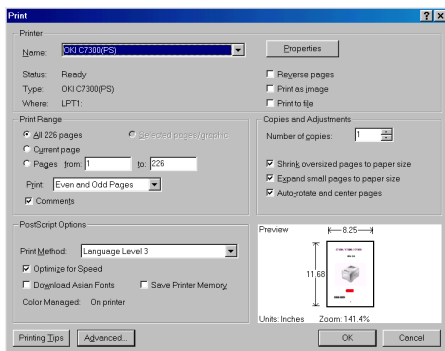 Print
Printer
Name: OKI C7300(PS) Properties
Status: Ready Reverse pages
Type: OKI C7300(PS) Print as image
Where: LPT1: Print to file
Print Range
All 226 pages Selected pages/graphic
Current page
Pages from: 1 to: 226
Print: Even and Odd Pages
Comments
Copies and Adjustments
Number of copies: 1
Shrink oversized pages to paper size
Expand small pages to paper size
Auto-rotate and center pages
PostScript Options
Print Method: Language Level 3
Optimize for Speed
Download Asian Fonts Save Printer Memory
Color Managed: On printer
Preview
8.25
11.68
Units: Inches Zoom: 141.4%
Printing Tips Advanced... OK Cancel